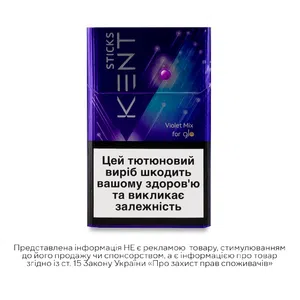 KENT
STICKS
Violet Mix
for glo
Цей тютюновий
виріб шкодить
вашому здоров'ю
та викликає
залежність
Представлена інформація НЕ є рекламою товару, стимулюванням
до його продажу чи спонсорством, а є інформацією про товар
згідно із ст. 15 Закону України «Про захист прав споживачів»